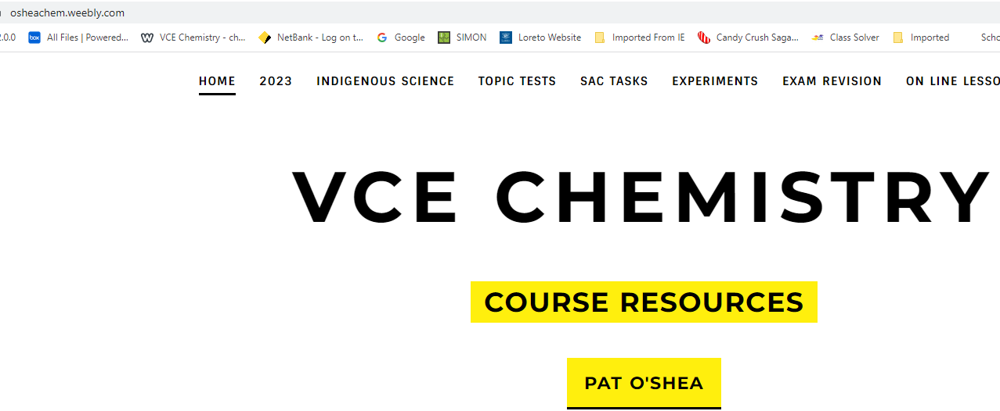 osheachem.weebly.com
2.0.0 All Files | Powered... VCE Chemistry - ch... NetBank - Log on t... Google SIMON Loreto Website Imported From IE Candy Crush Saga... Class Solver Imported Scho
HOME 2023 INDIGENOUS SCIENCE TOPIC TESTS SAC TASKS EXPERIMENTS EXAM REVISION ON LINE LESSO
VCE CHEMISTRY
COURSE RESOURCES
PAT O'SHEA